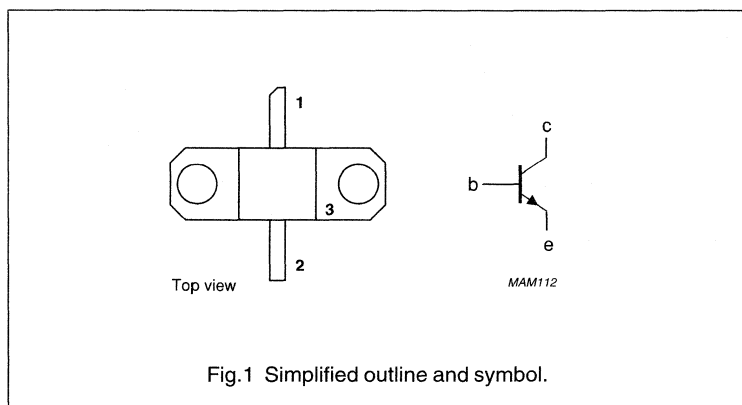 1
c
b
3
e
2
Top view
MAM112
Fig.1 Simplified outline and symbol.